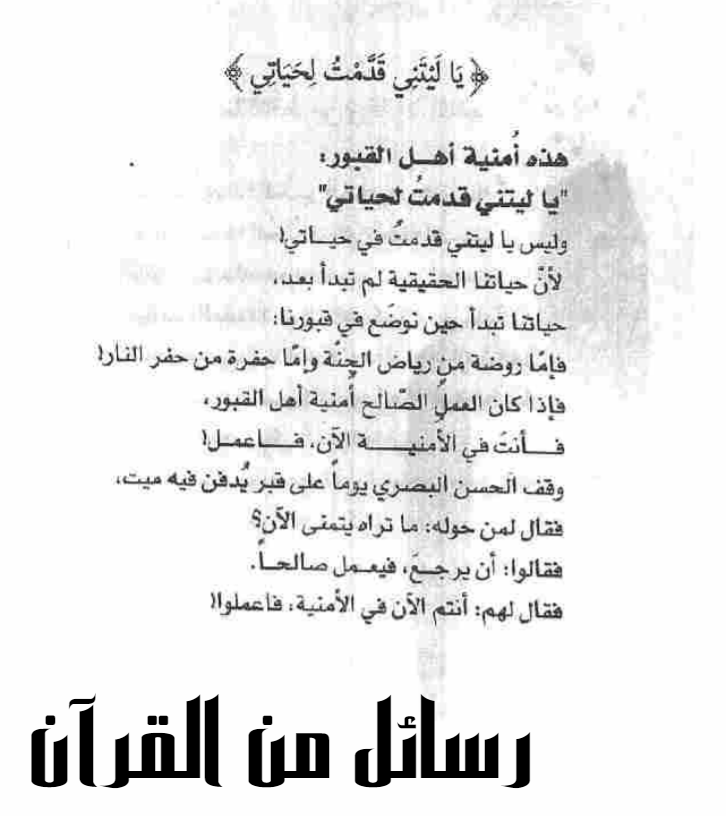 ﴿ يَا لَيْتَنِي قَدَّمْتُ لِحَيَاتِي ﴾
هذه أُمنية أهـل القبور:
"يا ليتني قدمتُ لحياتي"
وليس يا ليتني قدمتُ في حيـاتي!
لأنّ حياتنا الحقيقية لم تبدأ بعد،
حياتنا تبدأ حين نوضَع في قبورنا:
فإمّا روضة من رياض الجنّة وإمّا حفرة من حفر النار!
فإذا كان العملُ الصّالح أُمنية أهل القبور،
فـــأنتَ في الأمنيــــــة الآن، فــــاعمــل!
وقف الحسن البصري يوماً على قبر يُدفن فيه ميت،
فقال لمن حوله: ما تراه يتمنى الآن؟
فقالوا: أن يرجــعَ، فيعـمل صالحـاً.
فقال لهم: أنتم الآن في الأمنية، فاعملوا!
رسائل من القرآن